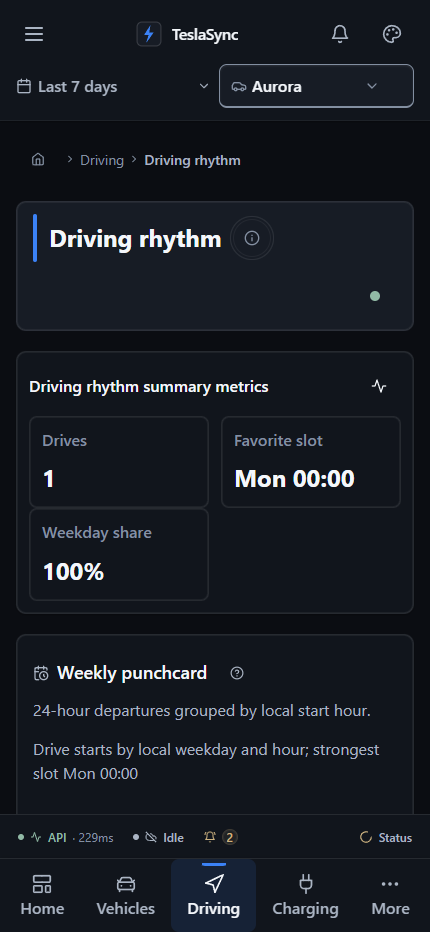 TeslaSync
Last 7 days
Aurora
Driving
Driving rhythm
Driving rhythm
Driving rhythm summary metrics
Drives
Favorite slot
1
Mon 00:00
Weekday share
100%
Weekly punchcard
24-hour departures grouped by local start hour.
Drive starts by local weekday and hour; strongest
slot Mon 00:00
API · 229ms
Idle
2
Status
Home
Vehicles
Driving
Charging
More